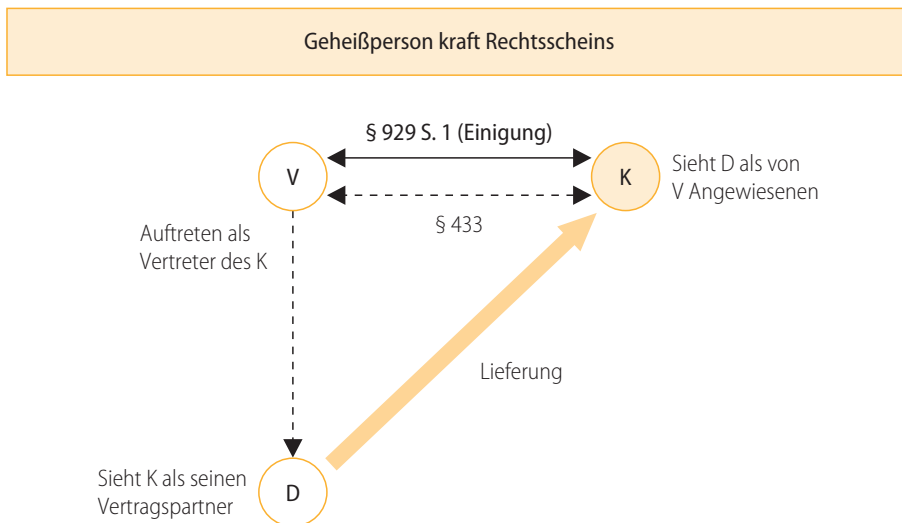 Geheißperson kraft Rechtsscheins
§ 929 S. 1 (Einigung)
V
K
Sieht D als von
V Angewiesenen
§ 433
Auftreten als
Vertreter des K
Lieferung
Sieht K als seinen
Vertragspartner
D